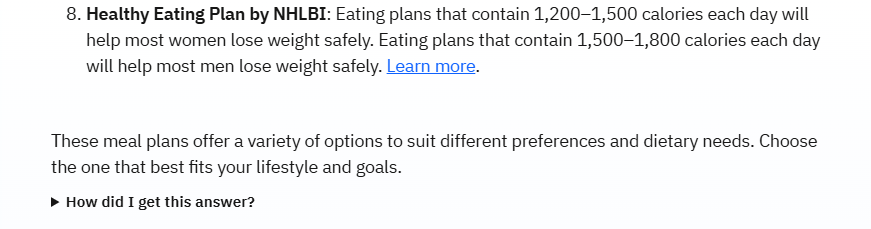 8. Healthy Eating Plan by NHLBI: Eating plans that contain 1,200–1,500 calories each day will
help most women lose weight safely. Eating plans that contain 1,500–1,800 calories each day
will help most men lose weight safely. Learn more.
These meal plans offer a variety of options to suit different preferences and dietary needs. Choose
the one that best fits your lifestyle and goals.
▶ How did I get this answer?